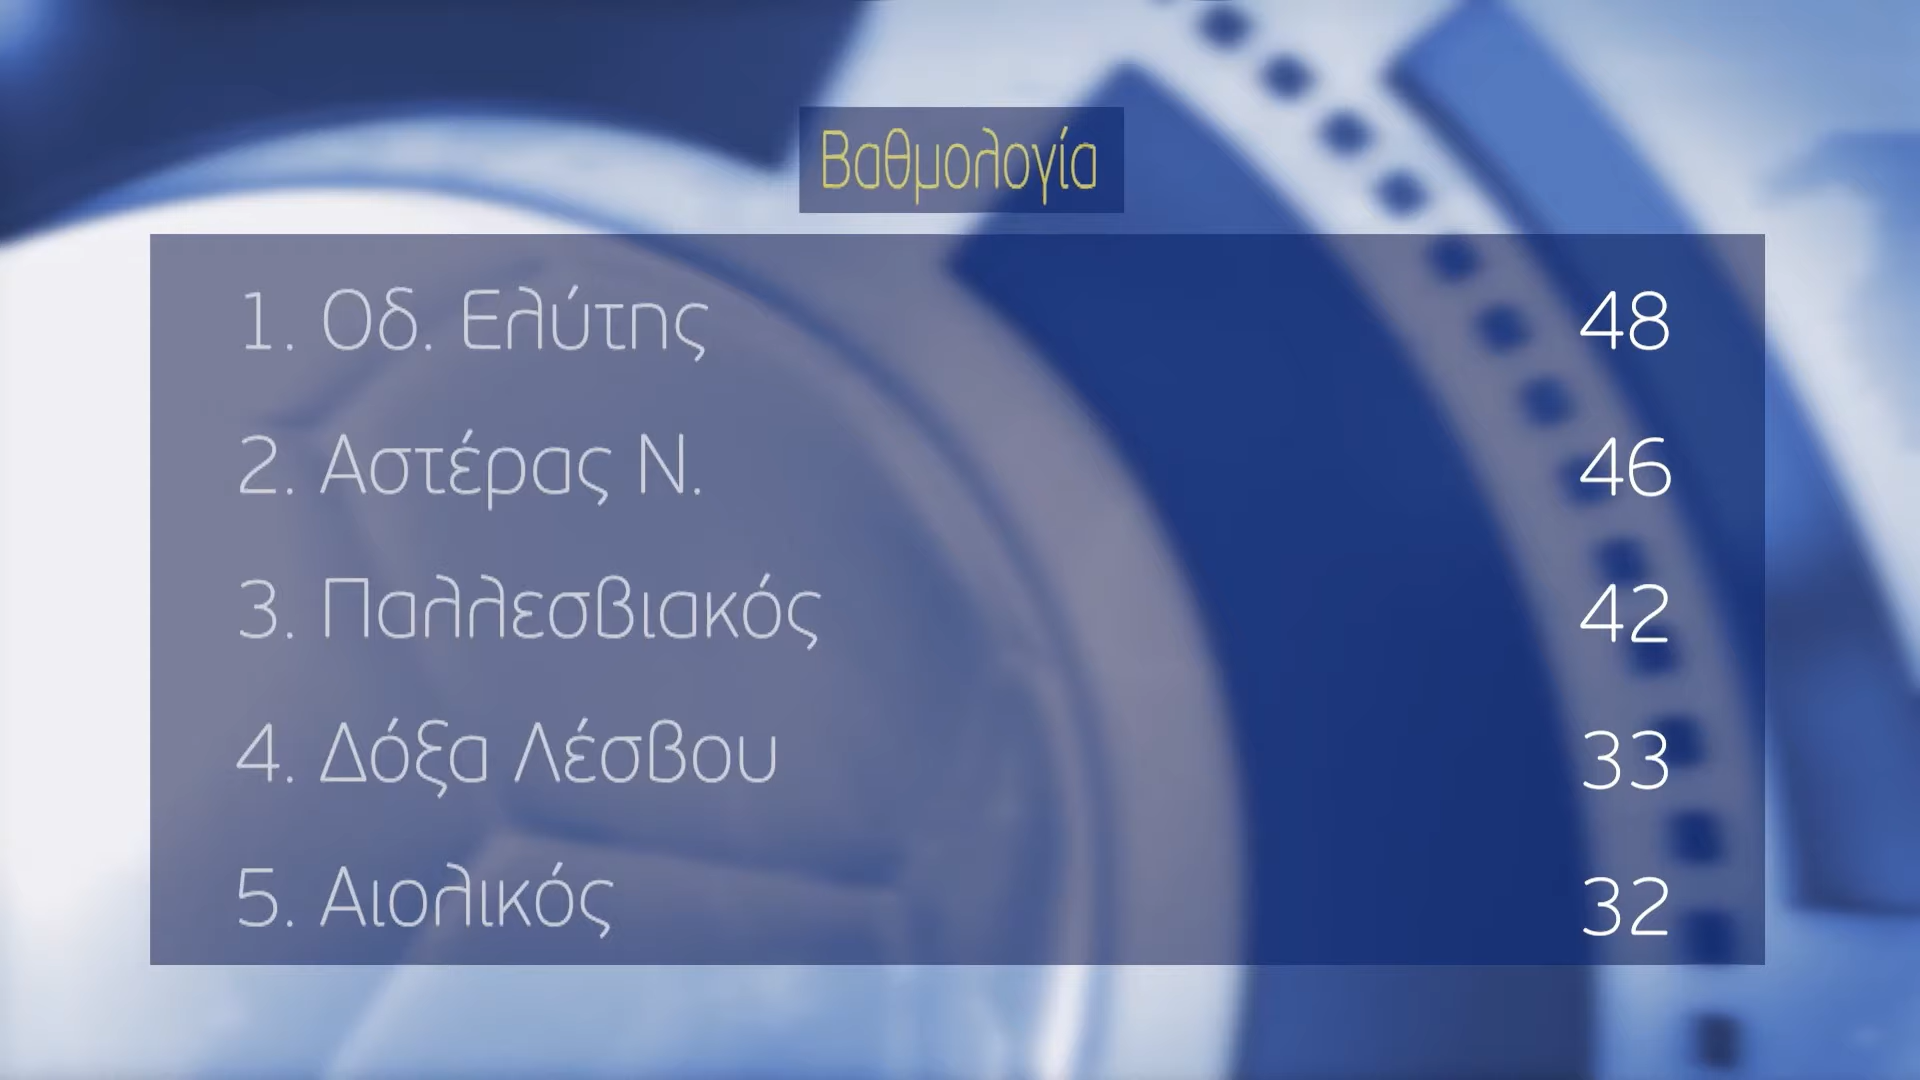 Βαθμολογία
1. Οδ. Ελύτης 48
2. Αστέρας Ν. 46
3. Παλλεσβιακός 42
4. Δόξα Λέσβου 33
5. Αιολικός 32